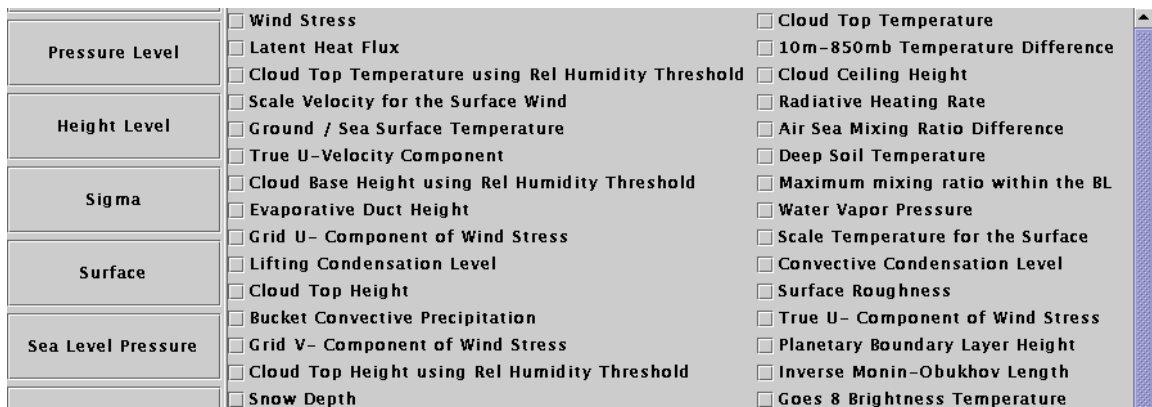 Pressure Level
Height Level
Sigma
Surface
Sea Level Pressure
Wind Stress
Latent Heat Flux
Cloud Top Temperature using Rel Humidity Threshold
Scale Velocity for the Surface Wind
Ground / Sea Surface Temperature
True U-Velocity Component
Cloud Base Height using Rel Humidity Threshold
Evaporative Duct Height
Grid U- Component of Wind Stress
Lifting Condensation Level
Cloud Top Height
Bucket Convective Precipitation
Grid V- Component of Wind Stress
Cloud Top Height using Rel Humidity Threshold
Snow Depth
Cloud Top Temperature
10m-850mb Temperature Difference
Cloud Ceiling Height
Radiative Heating Rate
Air Sea Mixing Ratio Difference
Deep Soil Temperature
Maximum mixing ratio within the BL
Water Vapor Pressure
Scale Temperature for the Surface
Convective Condensation Level
Surface Roughness
True U- Component of Wind Stress
Planetary Boundary Layer Height
Inverse Monin-Obukhov Length
Goes 8 Brightness Temperature